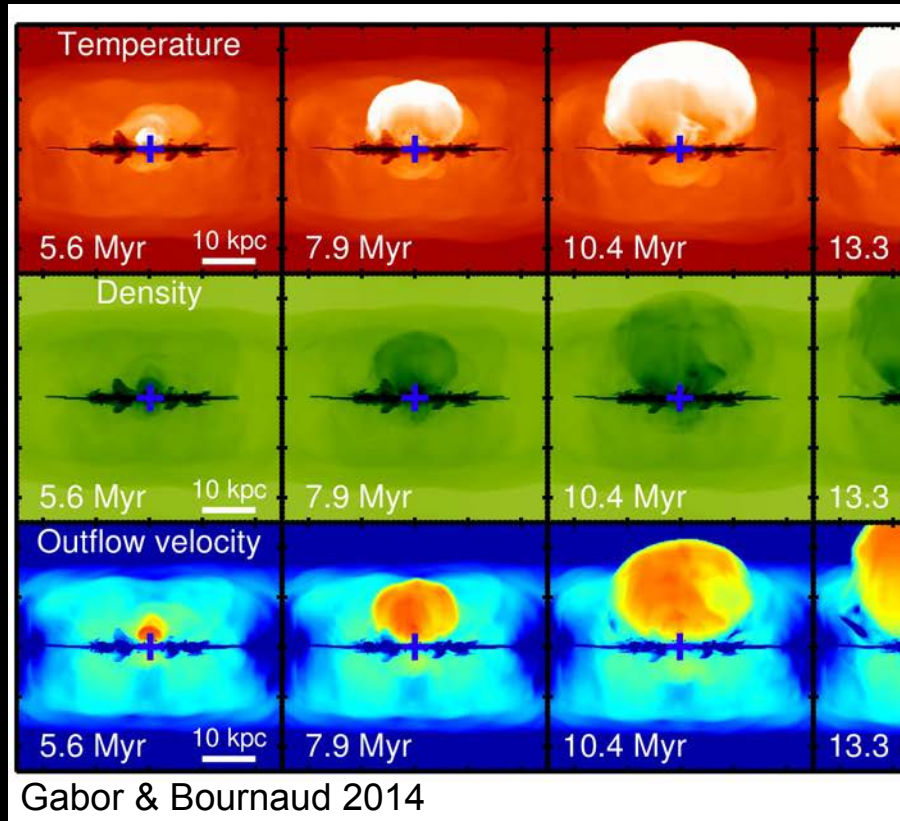 Temperature
5.6 Myr 10 kpc 7.9 Myr 10.4 Myr 13.3
Density
5.6 Myr 10 kpc 7.9 Myr 10.4 Myr 13.3
Outflow velocity
5.6 Myr 10 kpc 7.9 Myr 10.4 Myr 13.3
Gabor & Bournaud 2014